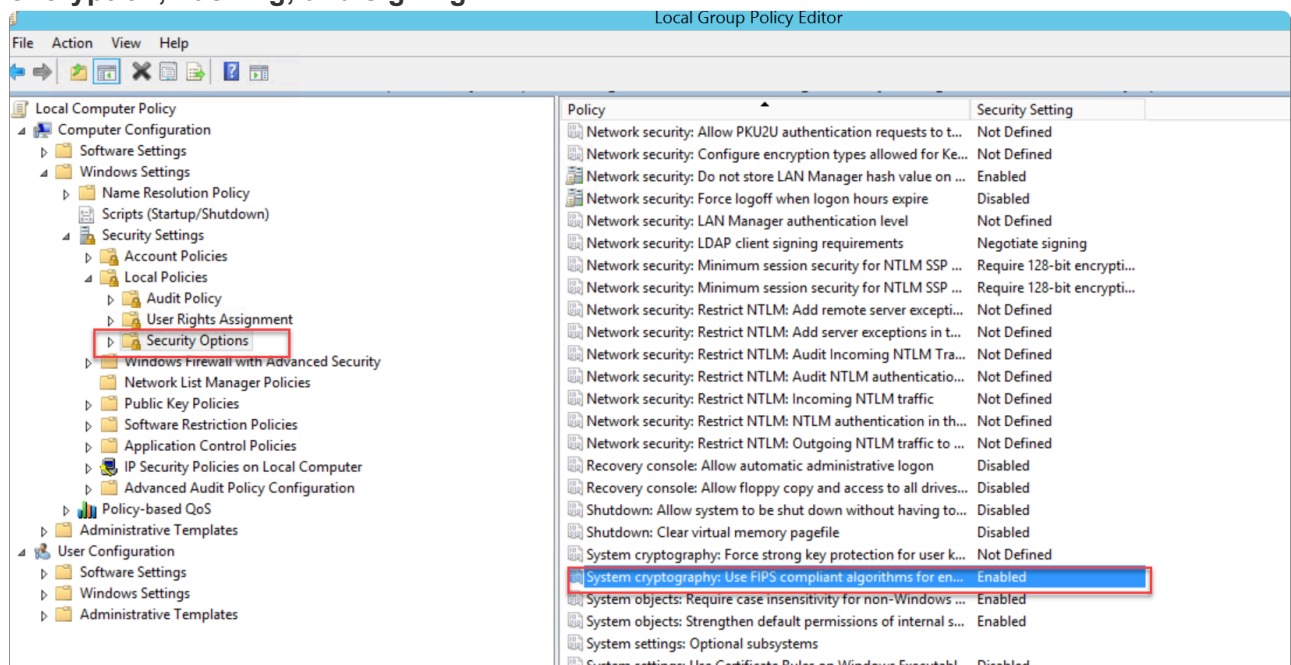 Local Group Policy Editor
File Action View Help
Local Computer Policy
Computer Configuration
Software Settings
Windows Settings
Name Resolution Policy
Scripts (Startup/Shutdown)
Security Settings
Account Policies
Local Policies
Audit Policy
User Rights Assignment
Security Options
Windows Firewall with Advanced Security
Network List Manager Policies
Public Key Policies
Software Restriction Policies
Application Control Policies
IP Security Policies on Local Computer
Advanced Audit Policy Configuration
Policy-based QoS
Administrative Templates
User Configuration
Software Settings
Windows Settings
Administrative Templates
Policy Security Setting
Network security: Allow PKU2U authentication requests to t... Not Defined
Network security: Configure encryption types allowed for Ke... Not Defined
Network security: Do not store LAN Manager hash value on ... Enabled
Network security: Force logoff when logon hours expire Disabled
Network security: LAN Manager authentication level Not Defined
Network security: LDAP client signing requirements Negotiate signing
Network security: Minimum session security for NTLM SSP ... Require 128-bit encrypti...
Network security: Minimum session security for NTLM SSP ... Require 128-bit encrypti...
Network security: Restrict NTLM: Add remote server excepti... Not Defined
Network security: Restrict NTLM: Add server exceptions in t... Not Defined
Network security: Restrict NTLM: Audit Incoming NTLM Tra... Not Defined
Network security: Restrict NTLM: Audit NTLM authenticatio... Not Defined
Network security: Restrict NTLM: Incoming NTLM traffic Not Defined
Network security: Restrict NTLM: NTLM authentication in th... Not Defined
Network security: Restrict NTLM: Outgoing NTLM traffic to ... Not Defined
Recovery console: Allow automatic administrative logon Disabled
Recovery console: Allow floppy copy and access to all drives... Disabled
Shutdown: Allow system to be shut down without having to... Disabled
Shutdown: Clear virtual memory pagefile Disabled
System cryptography: Force strong key protection for user k... Not Defined
System cryptography: Use FIPS compliant algorithms for en... Enabled
System objects: Require case insensitivity for non-Windows ... Enabled
System objects: Strengthen default permissions of internal s... Enabled
System settings: Optional subsystems